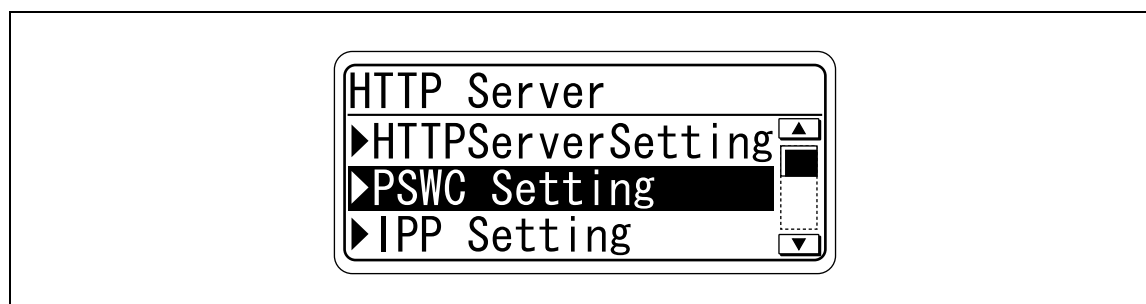 HTTP Server
▶HTTPServerSetting
▶PSWC Setting
▶IPP Setting